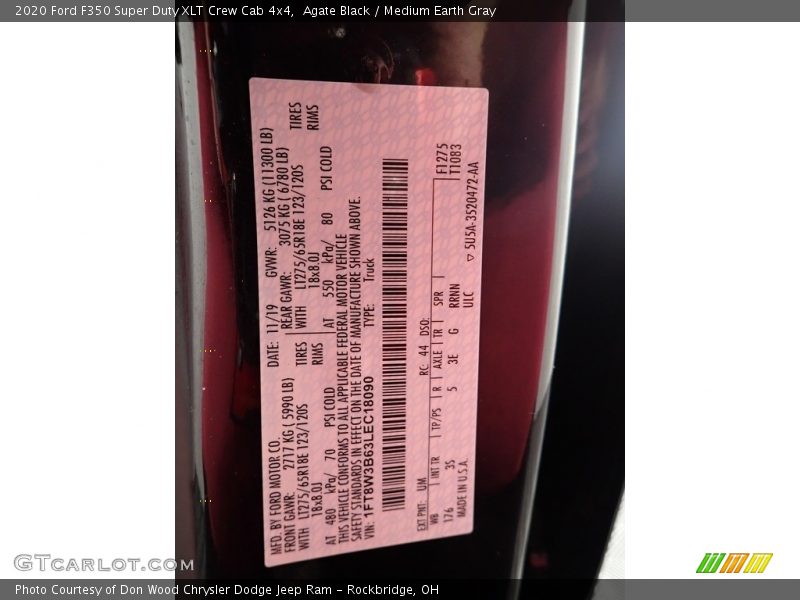 2020 Ford F350 Super Duty XLT Crew Cab 4x4,  Agate Black / Medium Earth Gray
MFD. BY FORD MOTOR CO.
DATE: 11/19 GVWR: 5126 KG (11300 LB)
FRONT GAWR: 2717 KG ( 5990 LB)
REAR GAWR: 3075 KG ( 6780 LB)
WITH LT275/65R18E 123/120S TIRES
WITH LT275/65R18E 123/120S TIRES
18x8.0J RIMS
18x8.0J RIMS
AT 480 kPa/ 70 PSI COLD
AT 550 kPa/ 80 PSI COLD
THIS VEHICLE CONFORMS TO ALL APPLICABLE FEDERAL MOTOR VEHICLE
SAFETY STANDARDS IN EFFECT ON THE DATE OF MANUFACTURE SHOWN ABOVE.
VIN: 1FT8W3B63LEC18090 TYPE: Truck
F1275
T1083
EXT PNT: UM RC: 44 DSO:
WB INT TR TP/PS R AXLE TR SPR
176 35 5 3E G RRNN
ULC
MADE IN U.S.A.
▽ 5U5A-3520472-AA
GTCarLot.com
Photo Courtesy of Don Wood Chrysler Dodge Jeep Ram - Rockbridge, OH